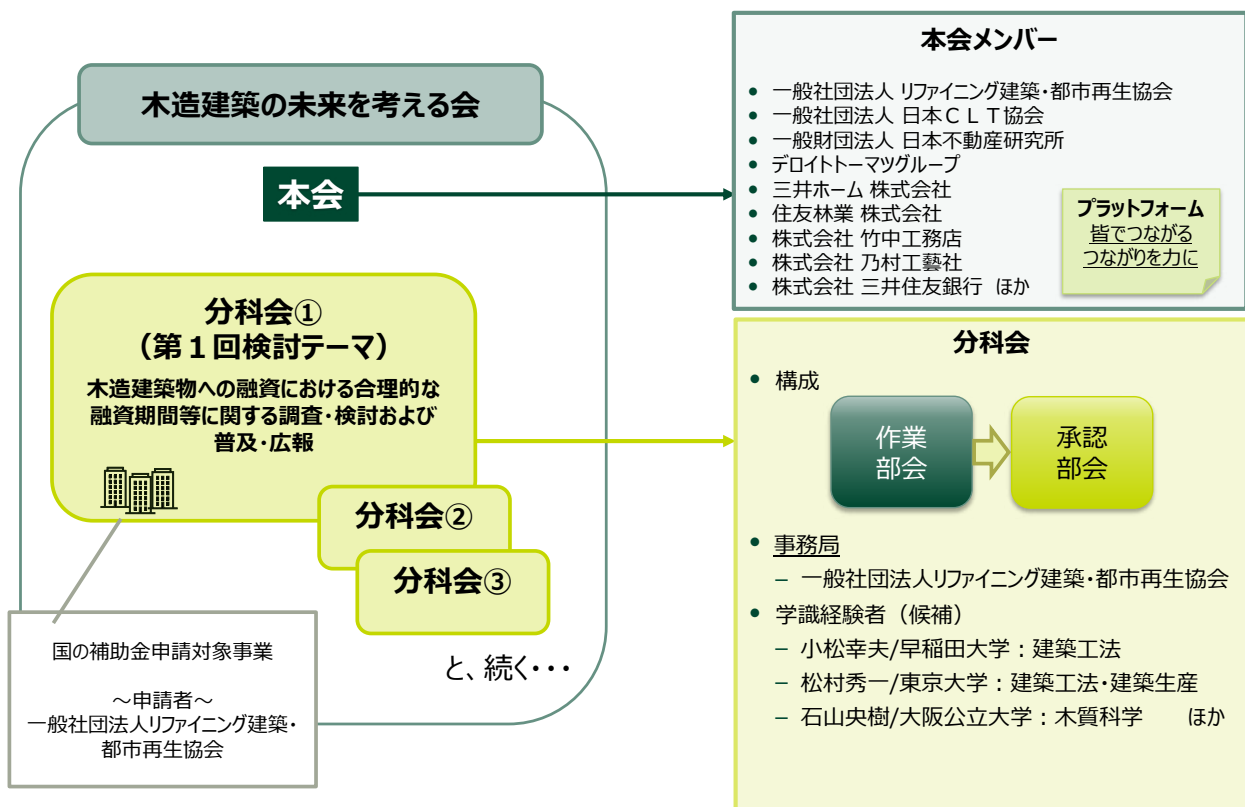 木造建築の未来を考える会
本会
分科会①
（第１回検討テーマ）
木造建築物への融資における合理的な
融資期間等に関する調査・検討および
普及・広報
分科会②
分科会③
と、続く・・・
国の補助金申請対象事業
～申請者～
一般社団法人リファイニング建築・
都市再生協会
本会メンバー
• 一般社団法人 リファイニング建築・都市再生協会
• 一般社団法人 日本ＣＬＴ協会
• 一般財団法人 日本不動産研究所
• デロイトトーマツグループ
• 三井ホーム 株式会社
• 住友林業 株式会社
• 株式会社 竹中工務店
• 株式会社 乃村工藝社
• 株式会社 三井住友銀行 ほか
プラットフォーム
皆でつながる
つながりを力に
分科会
• 構成
作業
部会
承認
部会
• 事務局
– 一般社団法人リファイニング建築・都市再生協会
• 学識経験者（候補）
– 小松幸夫/早稲田大学：建築工法
– 松村秀一/東京大学：建築工法・建築生産
– 石山央樹/大阪公立大学：木質科学 ほか